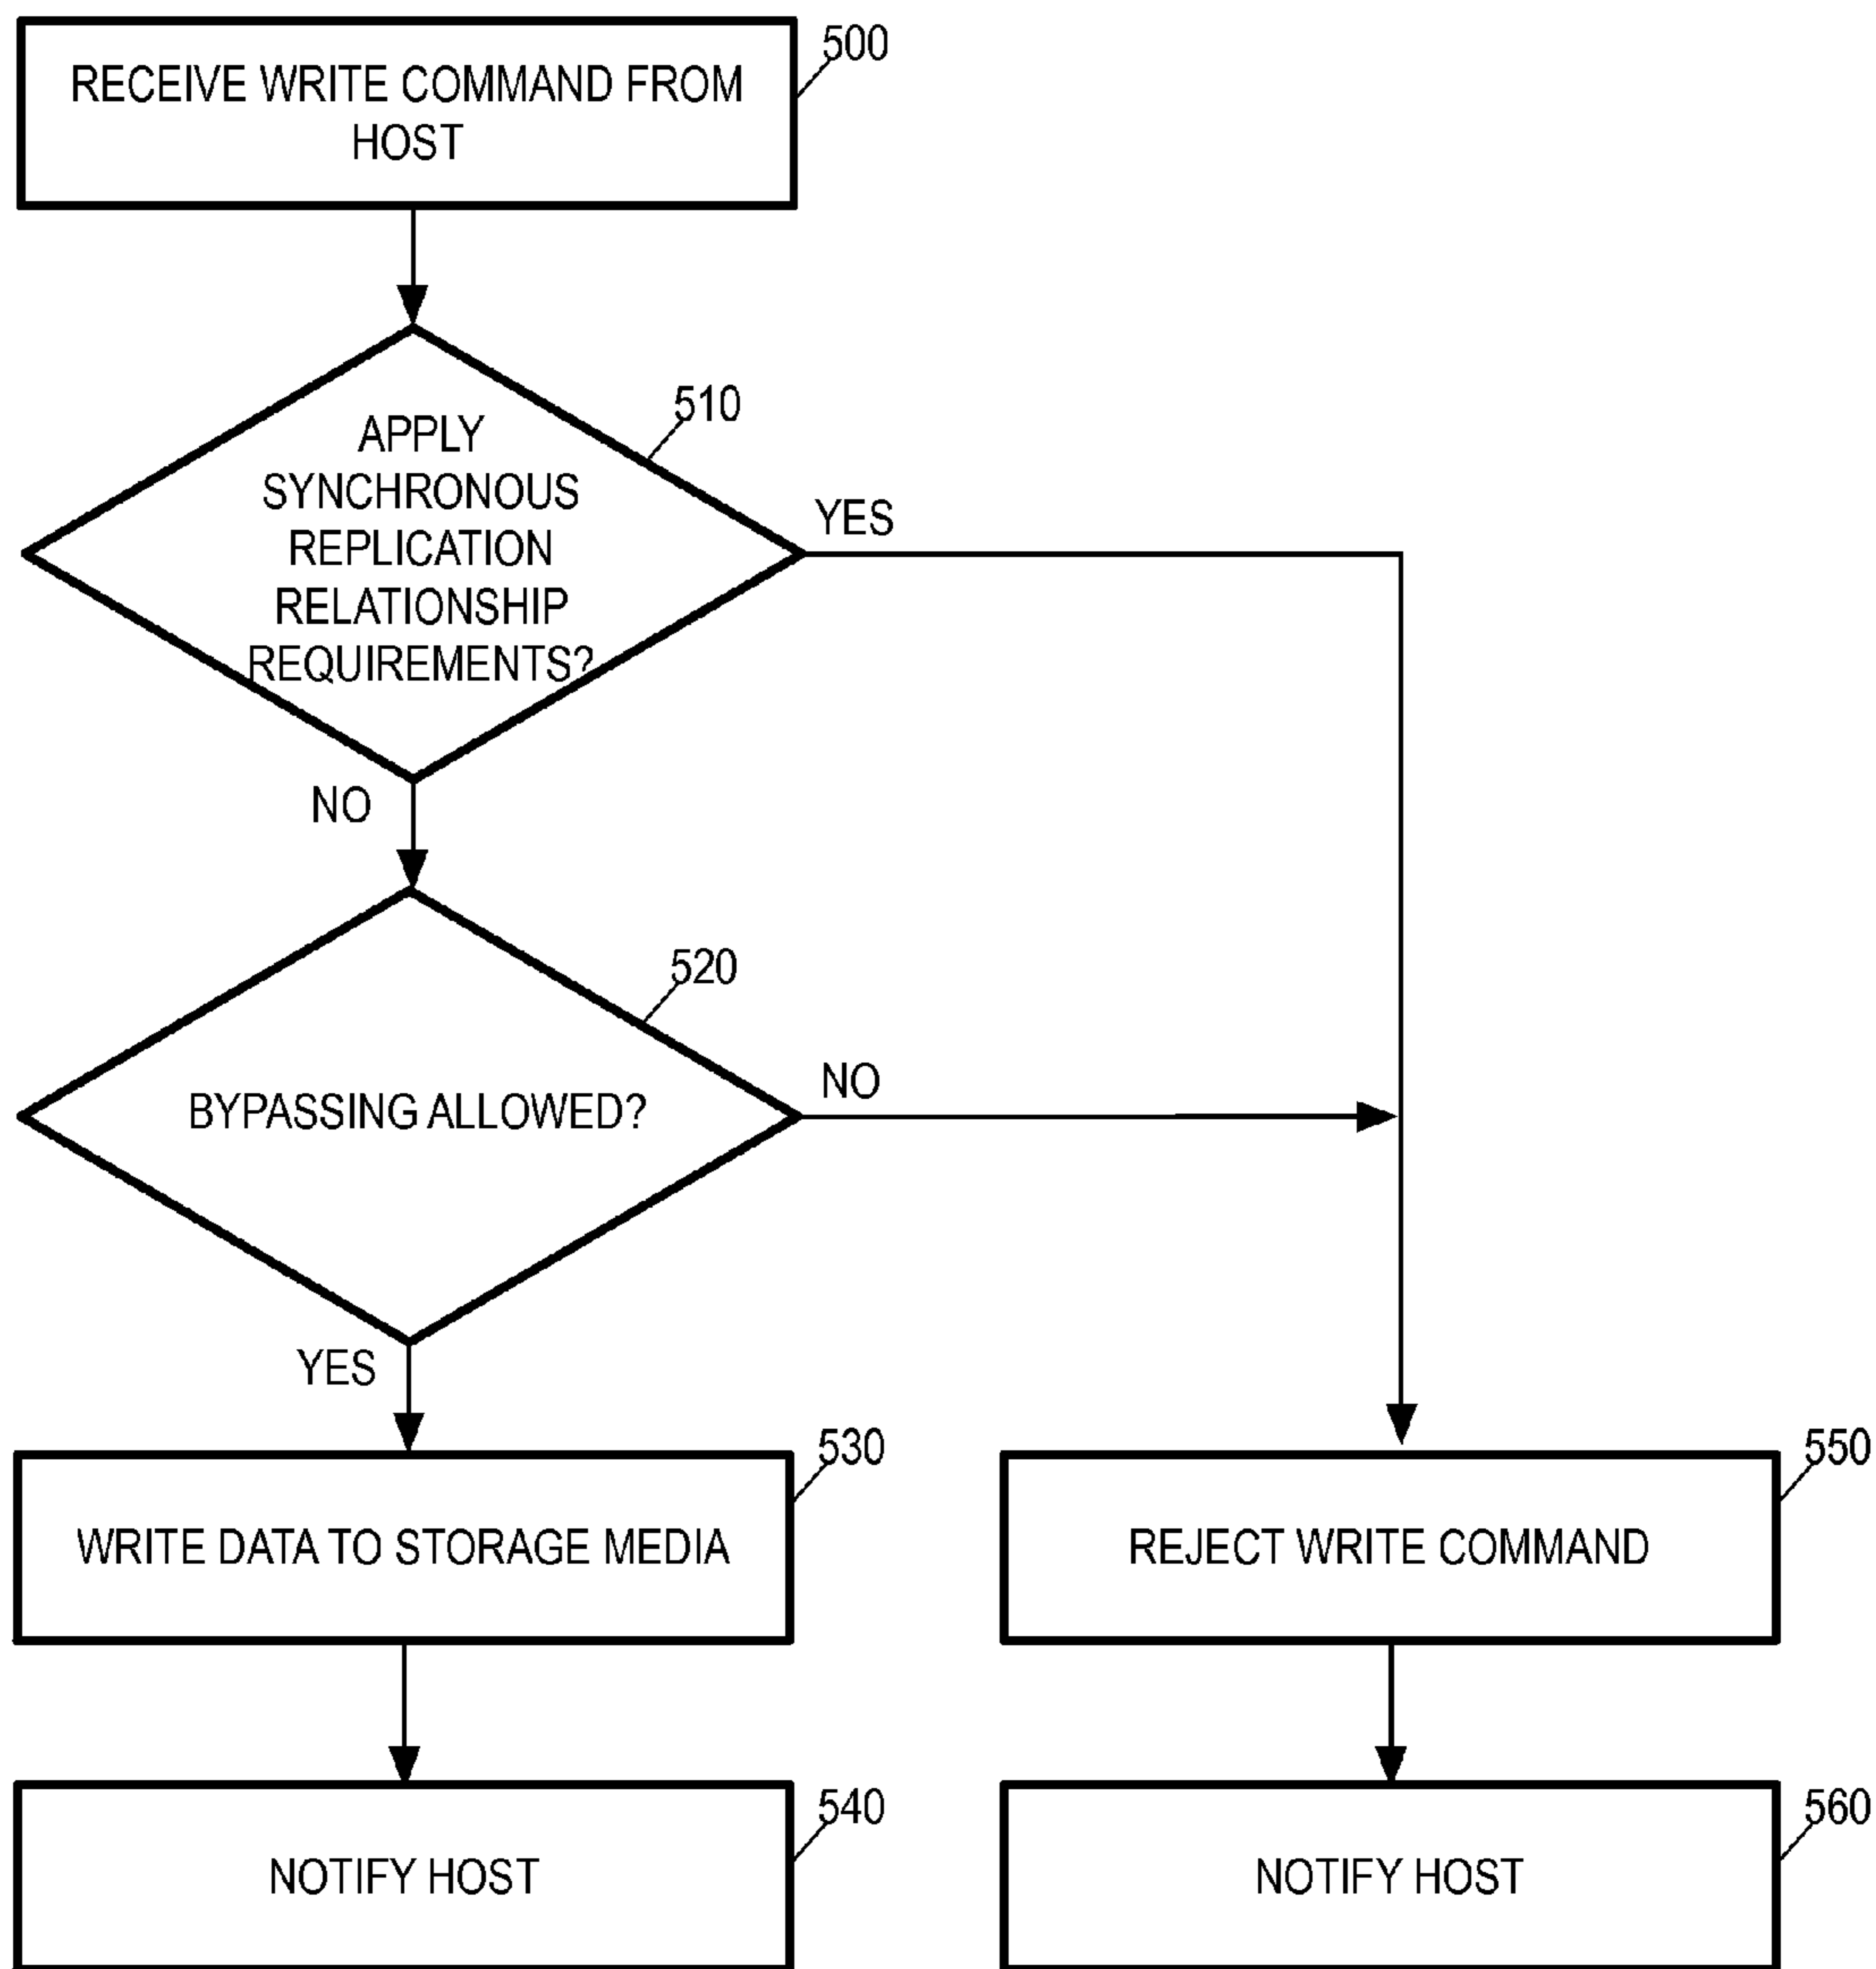 500
RECEIVE WRITE COMMAND FROM
HOST
510
APPLY
SYNCHRONOUS
REPLICATION
RELATIONSHIP
REQUIREMENTS?
YES
NO
520
BYPASSING ALLOWED?
NO
YES
530
WRITE DATA TO STORAGE MEDIA
550
REJECT WRITE COMMAND
540
NOTIFY HOST
560
NOTIFY HOST